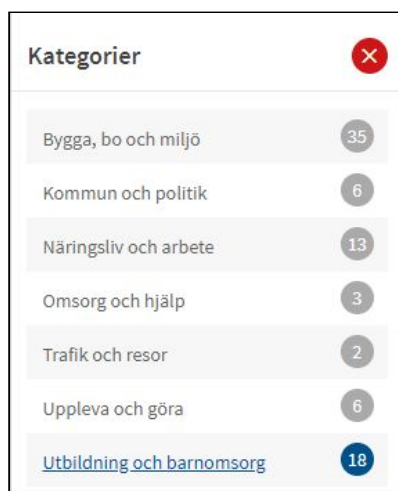 Kategorier
Bygga, bo och miljö 35
Kommun och politik 6
Näringsliv och arbete 13
Omsorg och hjälp 3
Trafik och resor 2
Uppleva och göra 6
Utbildning och barnomsorg 18